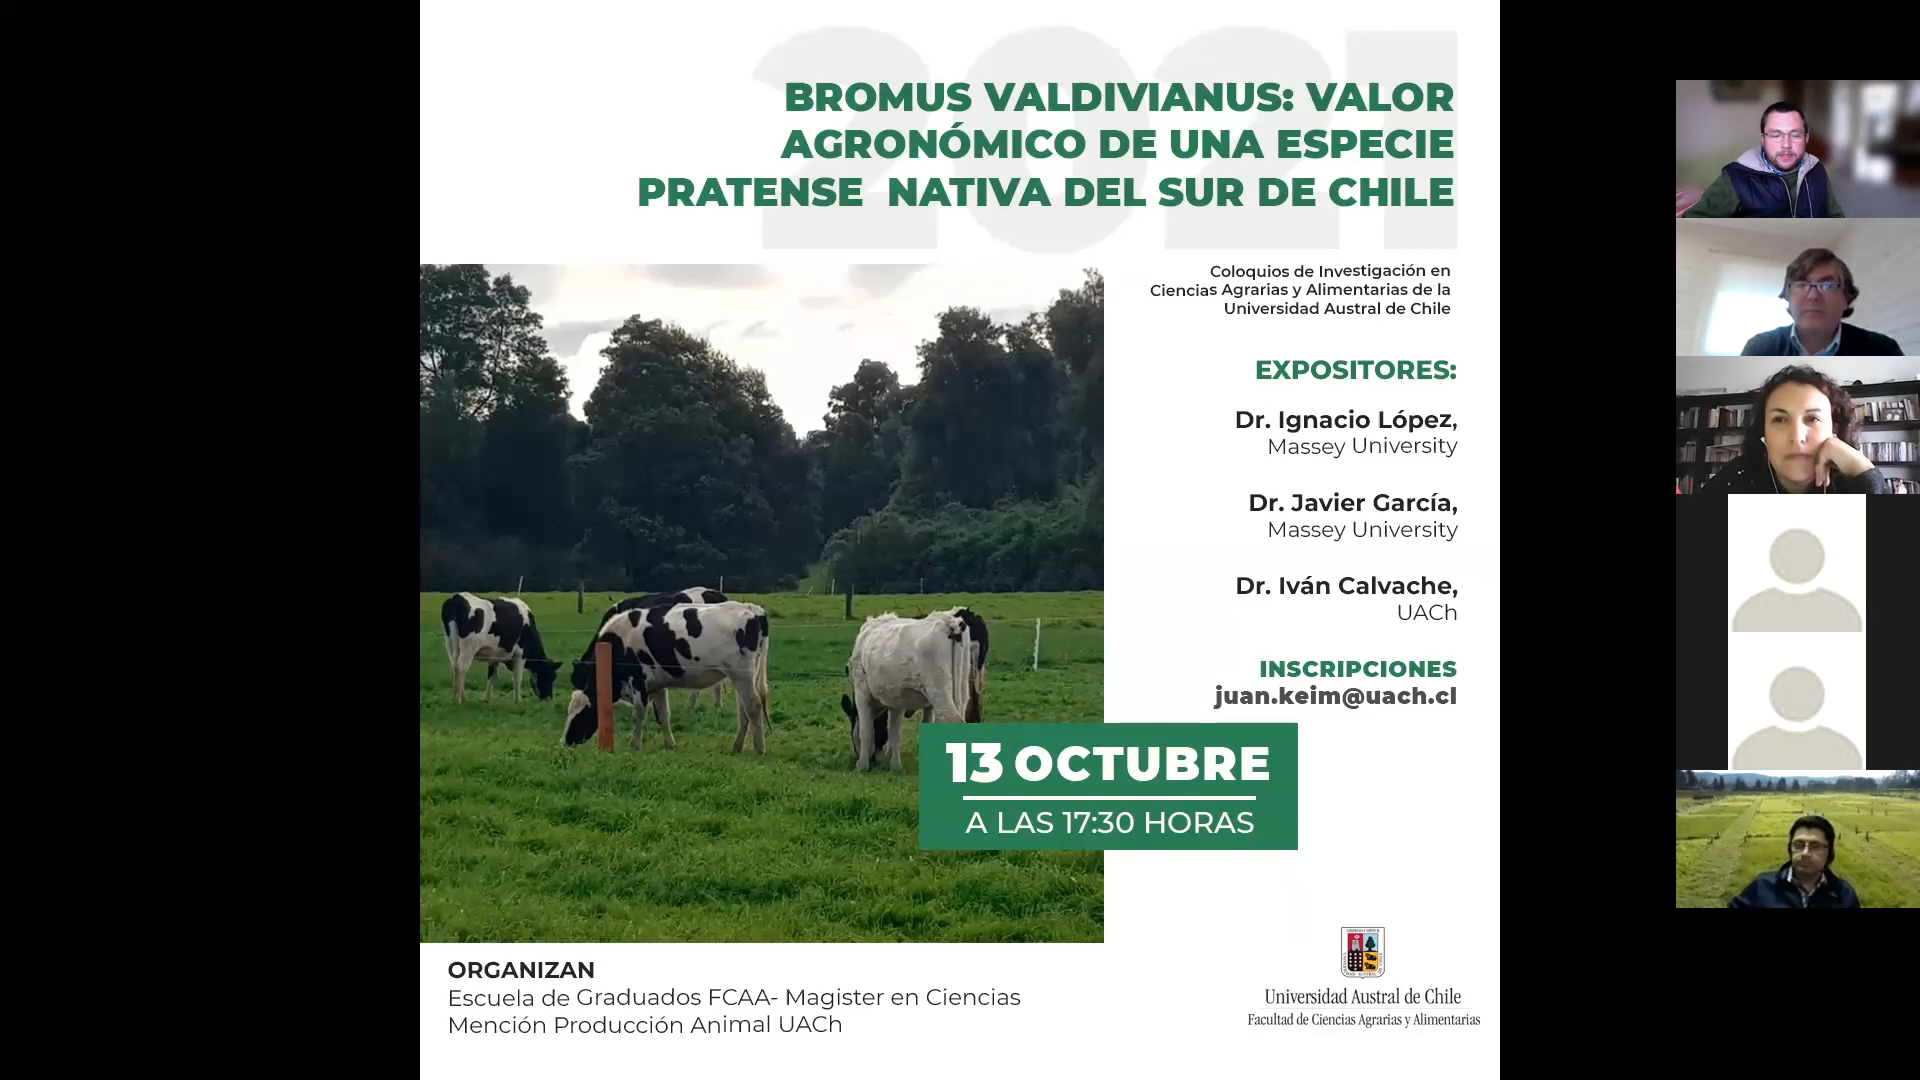 2021
BROMUS VALDIVIANUS: VALOR
AGRONÓMICO DE UNA ESPECIE
PRATENSE NATIVA DEL SUR DE CHILE
Coloquios de Investigación en
Ciencias Agrarias y Alimentarias de la
Universidad Austral de Chile
EXPOSITORES:
Dr. Ignacio López,
Massey University
Dr. Javier García,
Massey University
Dr. Iván Calvache,
UACh
INSCRIPCIONES
juan.keim@uach.cl
13 OCTUBRE
A LAS 17:30 HORAS
ORGANIZAN
Escuela de Graduados FCAA- Magister en Ciencias
Mención Producción Animal UACh
Universidad Austral de Chile
Facultad de Ciencias Agrarias y Alimentarias